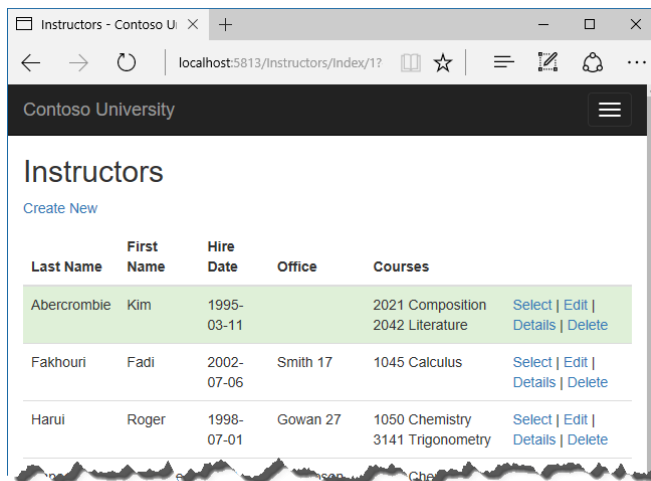 Instructors - Contoso U
localhost:5813/Instructors/Index/1?
Contoso University
Instructors
Create New
Last Name First Name Hire Date Office Courses
Abercrombie Kim 1995-03-11 2021 Composition Select | Edit |
2042 Literature Details | Delete
Fakhouri Fadi 2002-07-06 Smith 17 1045 Calculus Select | Edit |
Details | Delete
Harui Roger 1998-07-01 Gowan 27 1050 Chemistry Select | Edit |
3141 Trigonometry Details | Delete